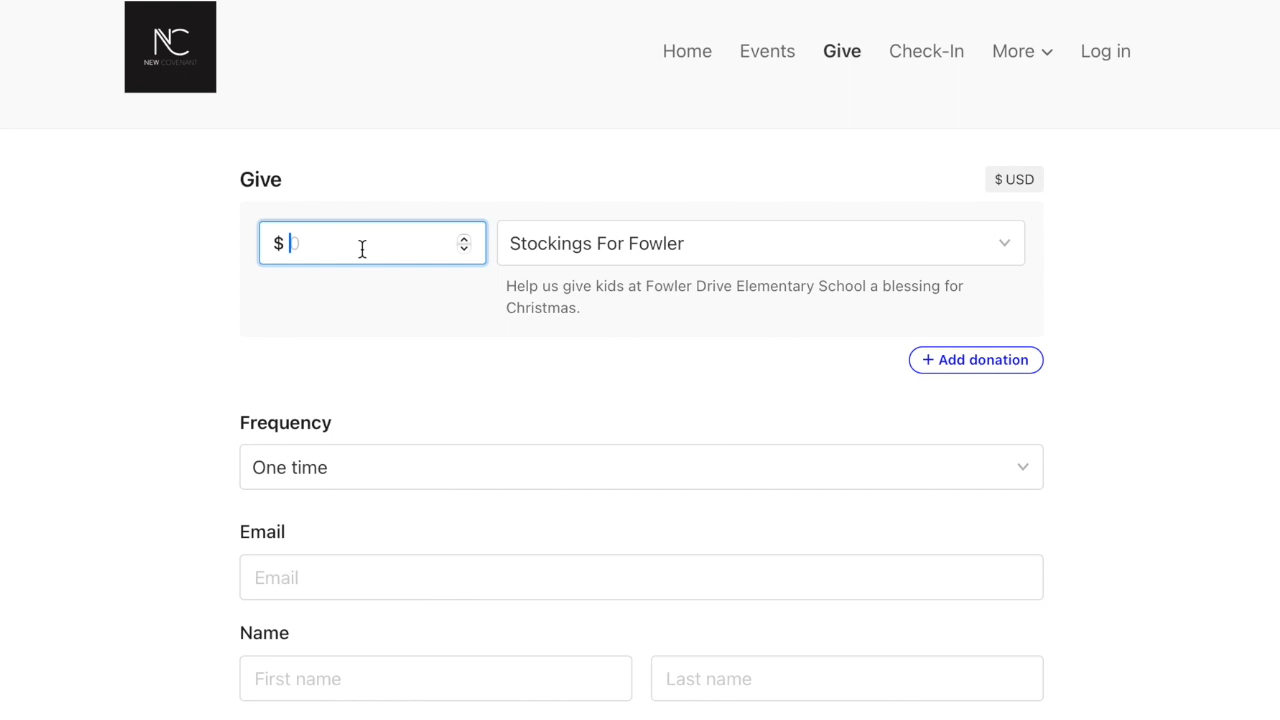 NC
NEW COVENANT
Home Events Give Check-In More Log in
Give
$ USD
$ 0
Stockings For Fowler
Help us give kids at Fowler Drive Elementary School a blessing for
Christmas.
+ Add donation
Frequency
One time
Email
Email
Name
First name Last name